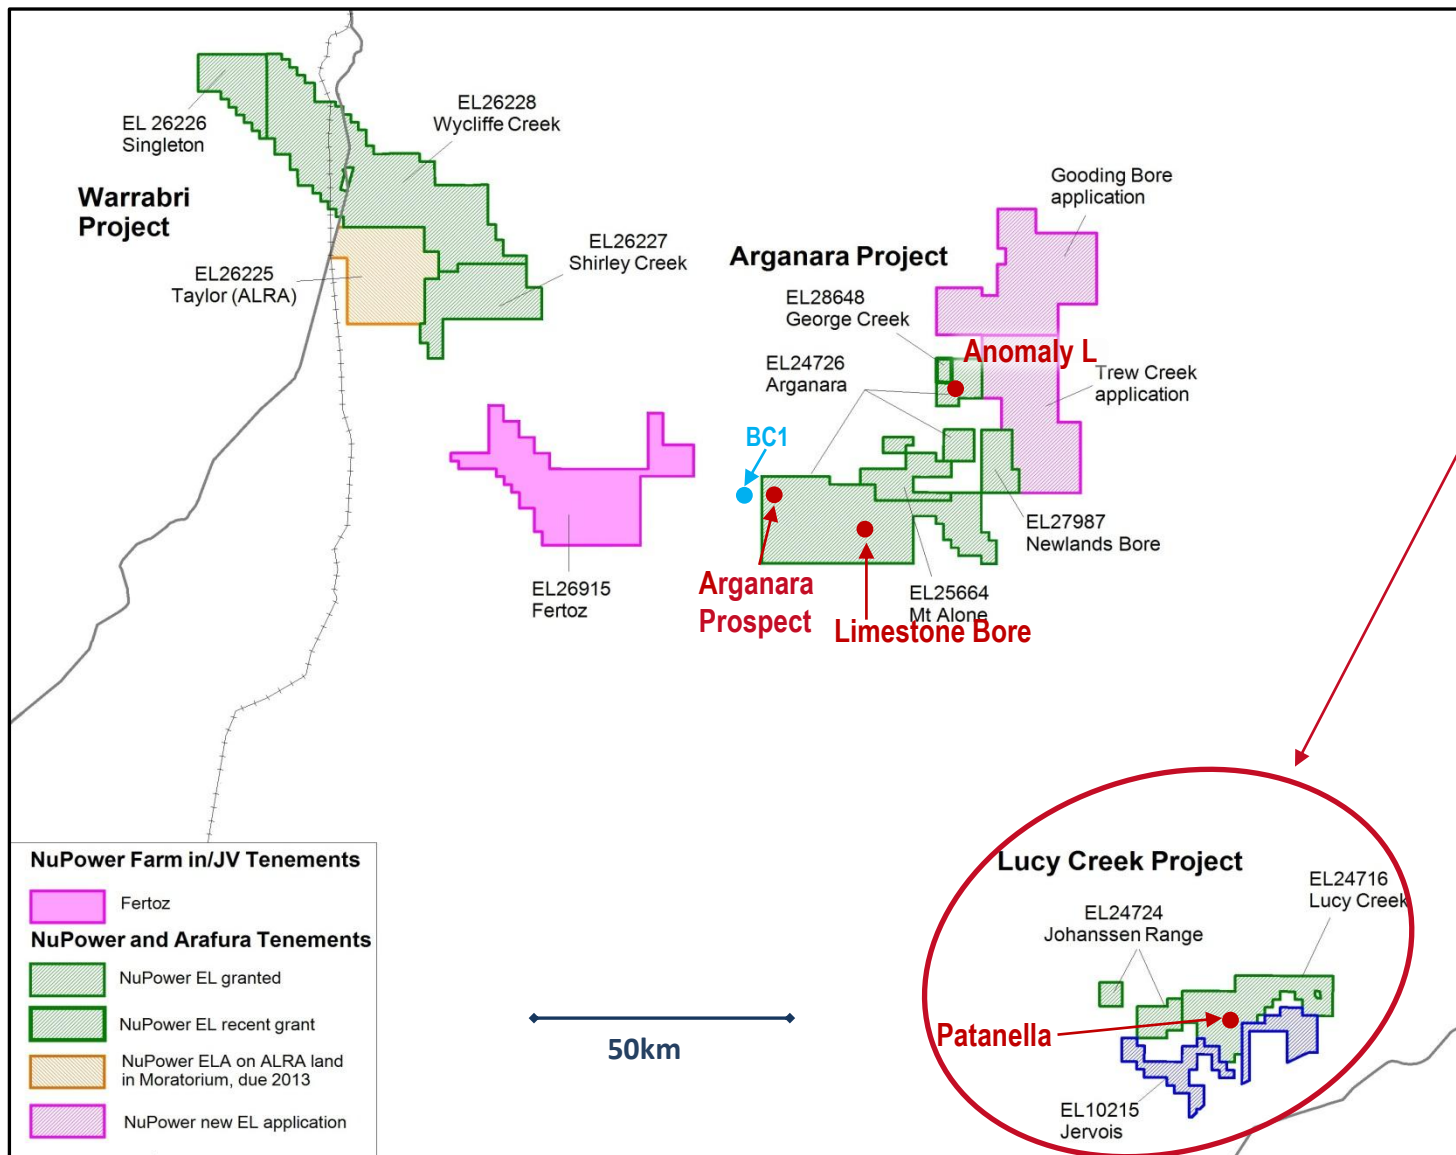 EL 26226
Singleton
EL26228
Wycliffe Creek
Warrabri
Project
EL26227
Shirley Creek
EL26225
Taylor (ALRA)
Gooding Bore
application
Arganara Project
EL28648
George Creek
Anomaly L
EL24726
Arganara
Trew Creek
application
BC1
EL27987
Newlands Bore
EL26915
Fertoz
Arganara
Prospect
EL25664
Mt Alone
Limestone Bore
NuPower Farm in/JV Tenements
Fertoz
NuPower and Arafura Tenements
NuPower EL granted
NuPower EL recent grant
NuPower ELA on ALRA land
in Moratorium, due 2013
NuPower new EL application
50km
Lucy Creek Project
EL24716
Lucy Creek
EL24724
Johanssen Range
Patanella
EL10215
Jervois